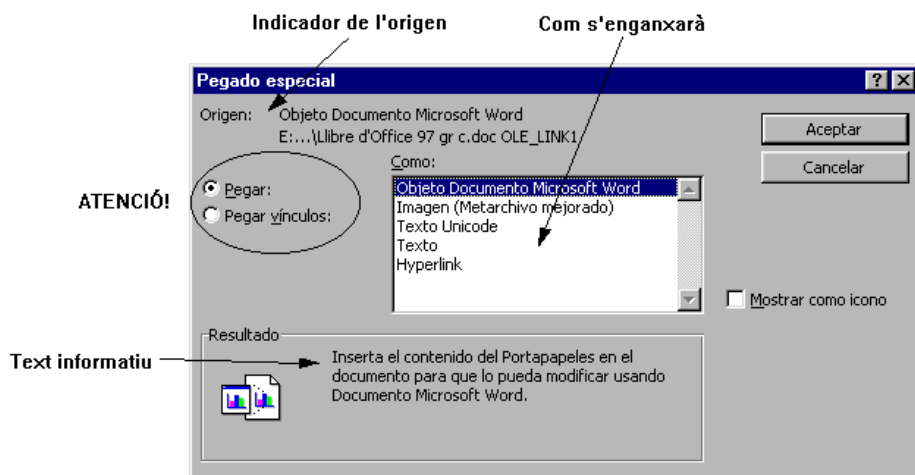 Indicador de l'origen
Com s'enganxarà
Pegado especial
Origen: Objeto Documento Microsoft Word
E:...\Llibre d'Office 97 gr c.doc OLE_LINK1
Aceptar
Cancelar
Como:
ATENCIÓ!
Pegar:
Pegar vínculos:
Objeto Documento Microsoft Word
Imagen (Metarchivo mejorado)
Texto Unicode
Texto
Hyperlink
Mostrar como icono
Resultado
Text informatiu
Inserta el contenido del Portapapeles en el
documento para que lo pueda modificar usando
Documento Microsoft Word.